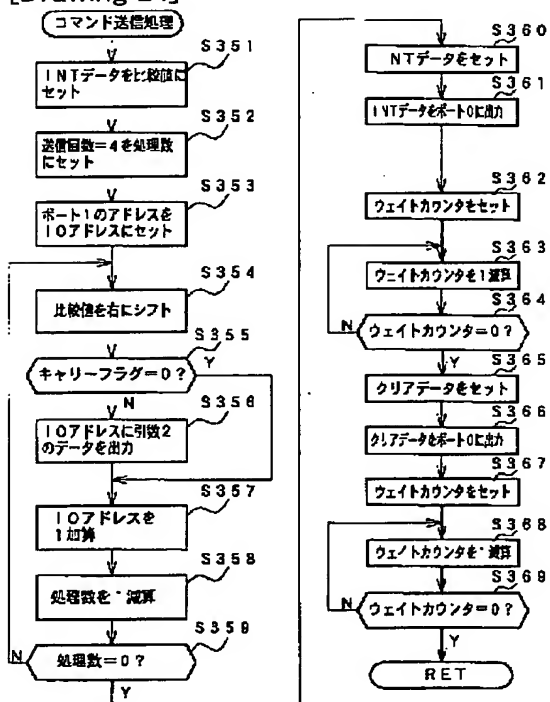 コマンド送信処理
S351
INTデータを比較値に
セット
S352
送信回数=4を処理数
にセット
S353
ポート1のアドレスを
IOアドレスにセット
S354
比較値を右にシフト
S355
キャリーフラグ=0?
Y
N
S356
IOアドレスに引数2
のデータを出力
S357
IOアドレスを
1加算
S358
処理数を 減算
S359
処理数=0?
N
Y
S360
NTデータをセット
S361
INTデータをポート0に出力
S362
ウェイトカウンタをセット
S363
ウェイトカウンタを1減算
S364
ウェイトカウンタ=0?
N
Y
S365
クリアデータをセット
S366
クリアデータをポート0に出力
S367
ウェイトカウンタをセット
S368
ウェイトカウンタを 減算
S369
ウェイトカウンタ=0?
N
Y
RET